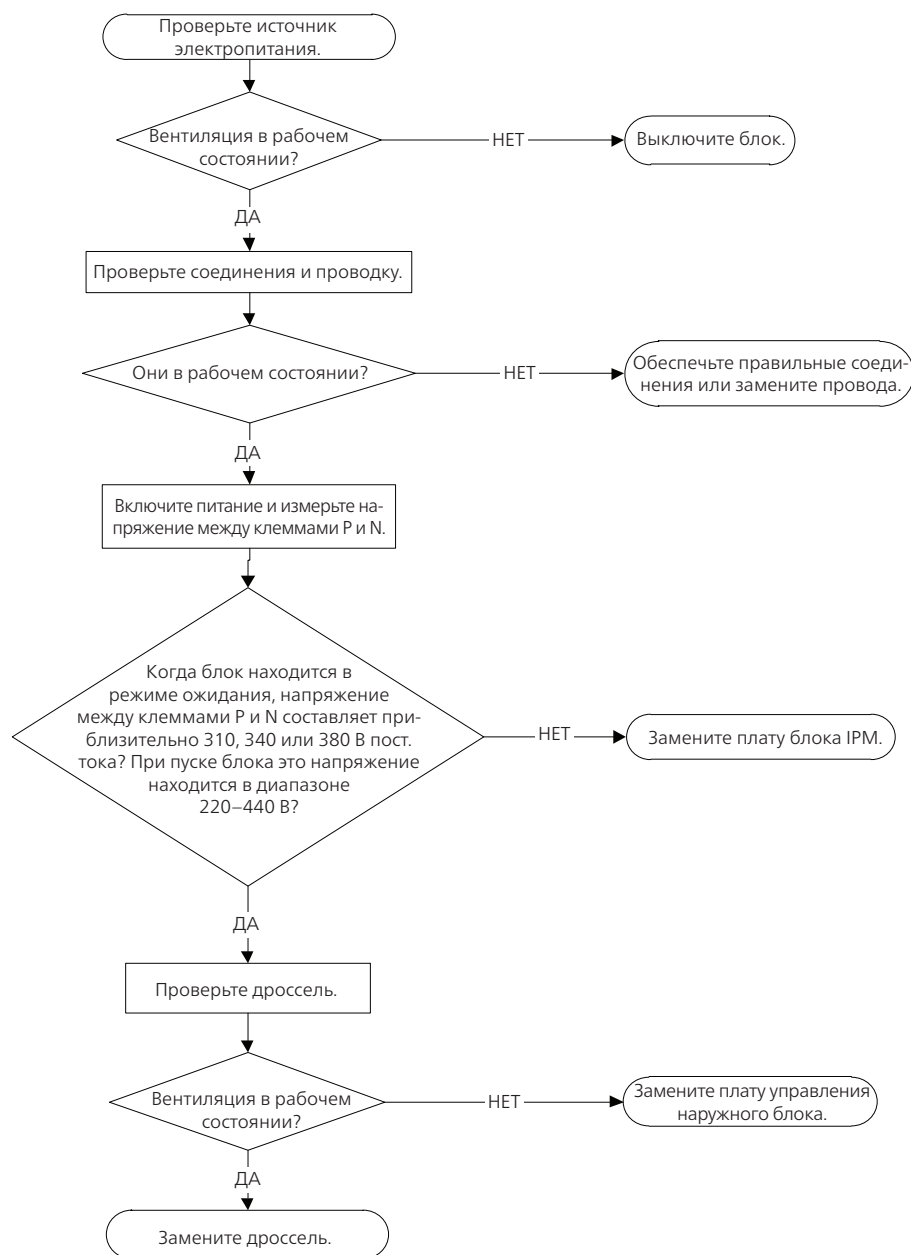 Проверьте источник
электропитания.
Вентиляция в рабочем
состоянии?
НЕТ
Выключите блок.
ДА
Проверьте соединения и проводку.
Они в рабочем состоянии?
НЕТ
Обеспечьте правильные соеди-
нения или замените провода.
ДА
Включите питание и измерьте на-
пряжение между клеммами P и N.
Когда блок находится в
режиме ожидания, напряжение
между клеммами P и N составляет при-
близительно 310, 340 или 380 В пост.
тока? При пуске блока это напряжение
находится в диапазоне
220–440 В?
НЕТ
Замените плату блока IPM.
ДА
Проверьте дроссель.
Вентиляция в рабочем
состоянии?
НЕТ
Замените плату управления
наружного блока.
ДА
Замените дроссель.